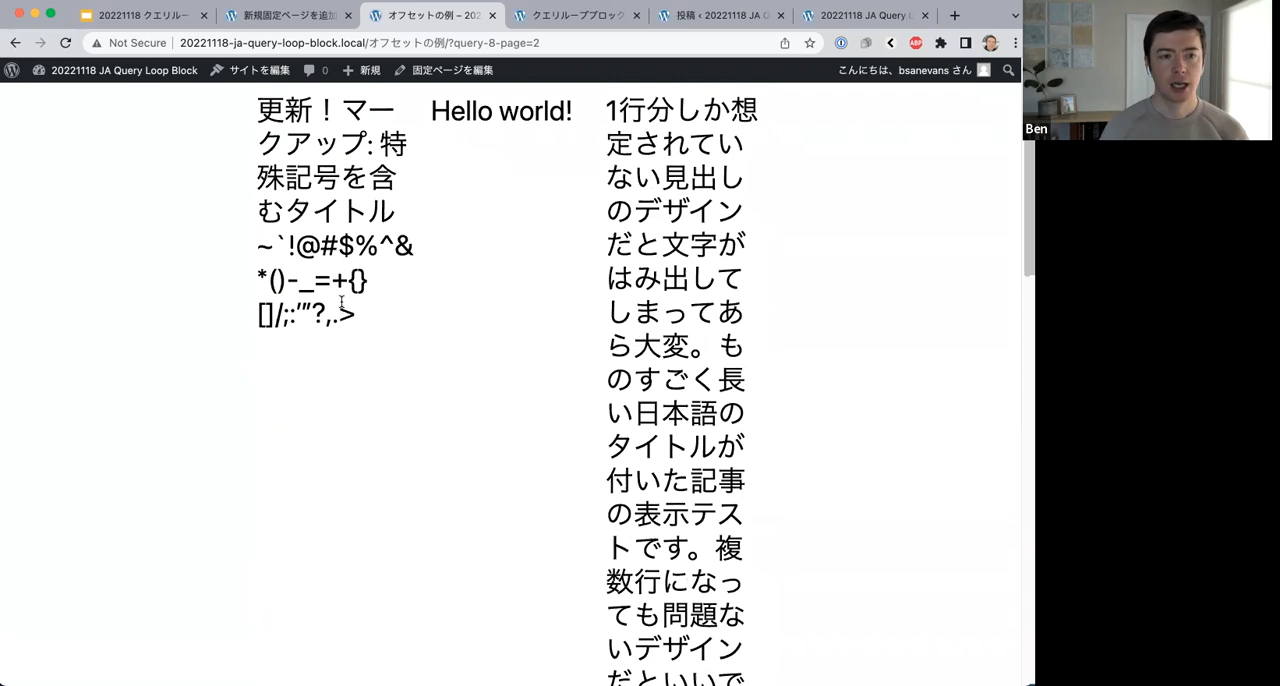 20221118 クエリルー
新規固定ページを追加
オフセットの例 – 202
クエリループブロック
投稿 ‹ 20221118 JA Q
20221118 JA Query L
Not Secure
20221118-ja-query-loop-block.local/オフセットの例/?query-8-page=2
ABP
20221118 JA Query Loop Block
サイトを編集
0
新規
固定ページを編集
こんにちは、bsanevans さん
Ben
更新！マー
クアップ: 特
殊記号を含
むタイトル
~`!@#$%^&
*()-_=+{}
[]/;:'"?,.>
Hello world!
1行分しか想
定されてい
ない見出し
のデザイン
だと文字が
はみ出して
しまってあ
ら大変。も
のすごく長
い日本語の
タイトルが
付いた記事
の表示テス
トです。複
数行になっ
ても問題な
いデザイン
だといいで